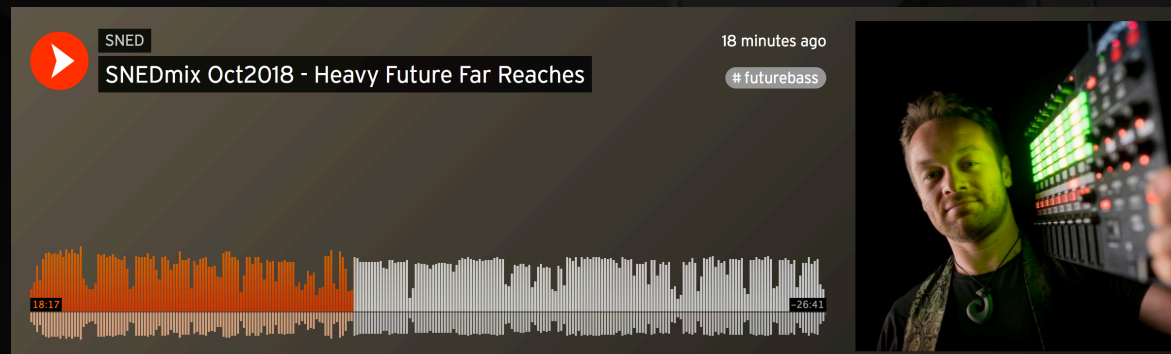 SNED
18 minutes ago
SNEDmix Oct2018 - Heavy Future Far Reaches
# futurebass
18:17
-26:41